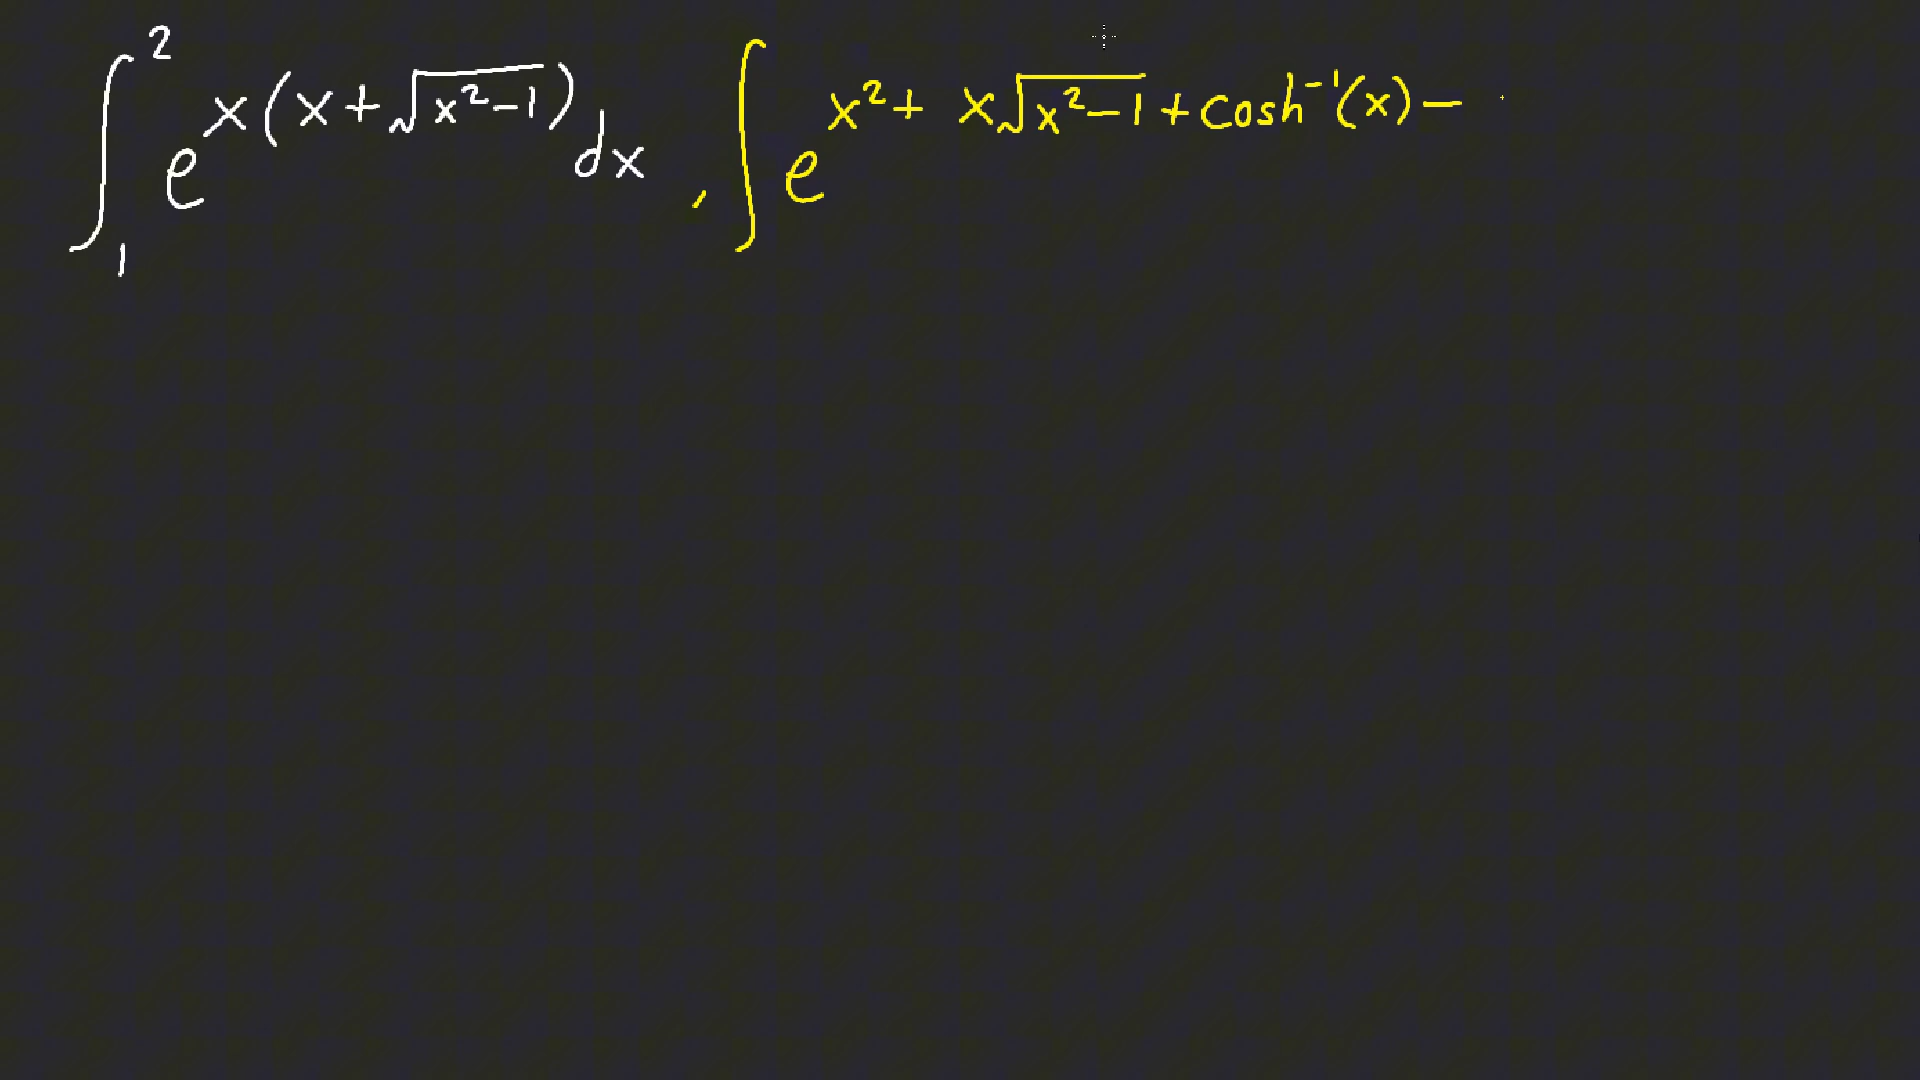 ∫₁² e^{x(x+√(x²-1))} dx , ∫ e^{x²+ x√(x²-1) + cosh⁻¹(x) -